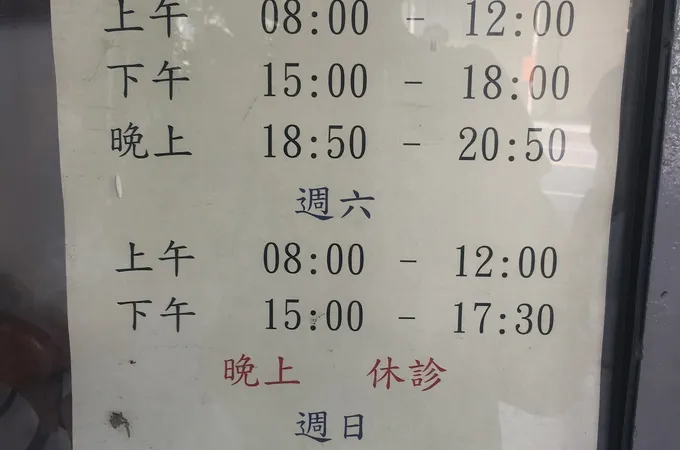 上午 08:00 - 12:00
下午 15:00 - 18:00
晚上 18:50 - 20:50
週六
上午 08:00 - 12:00
下午 15:00 - 17:30
晚上 休診
週日